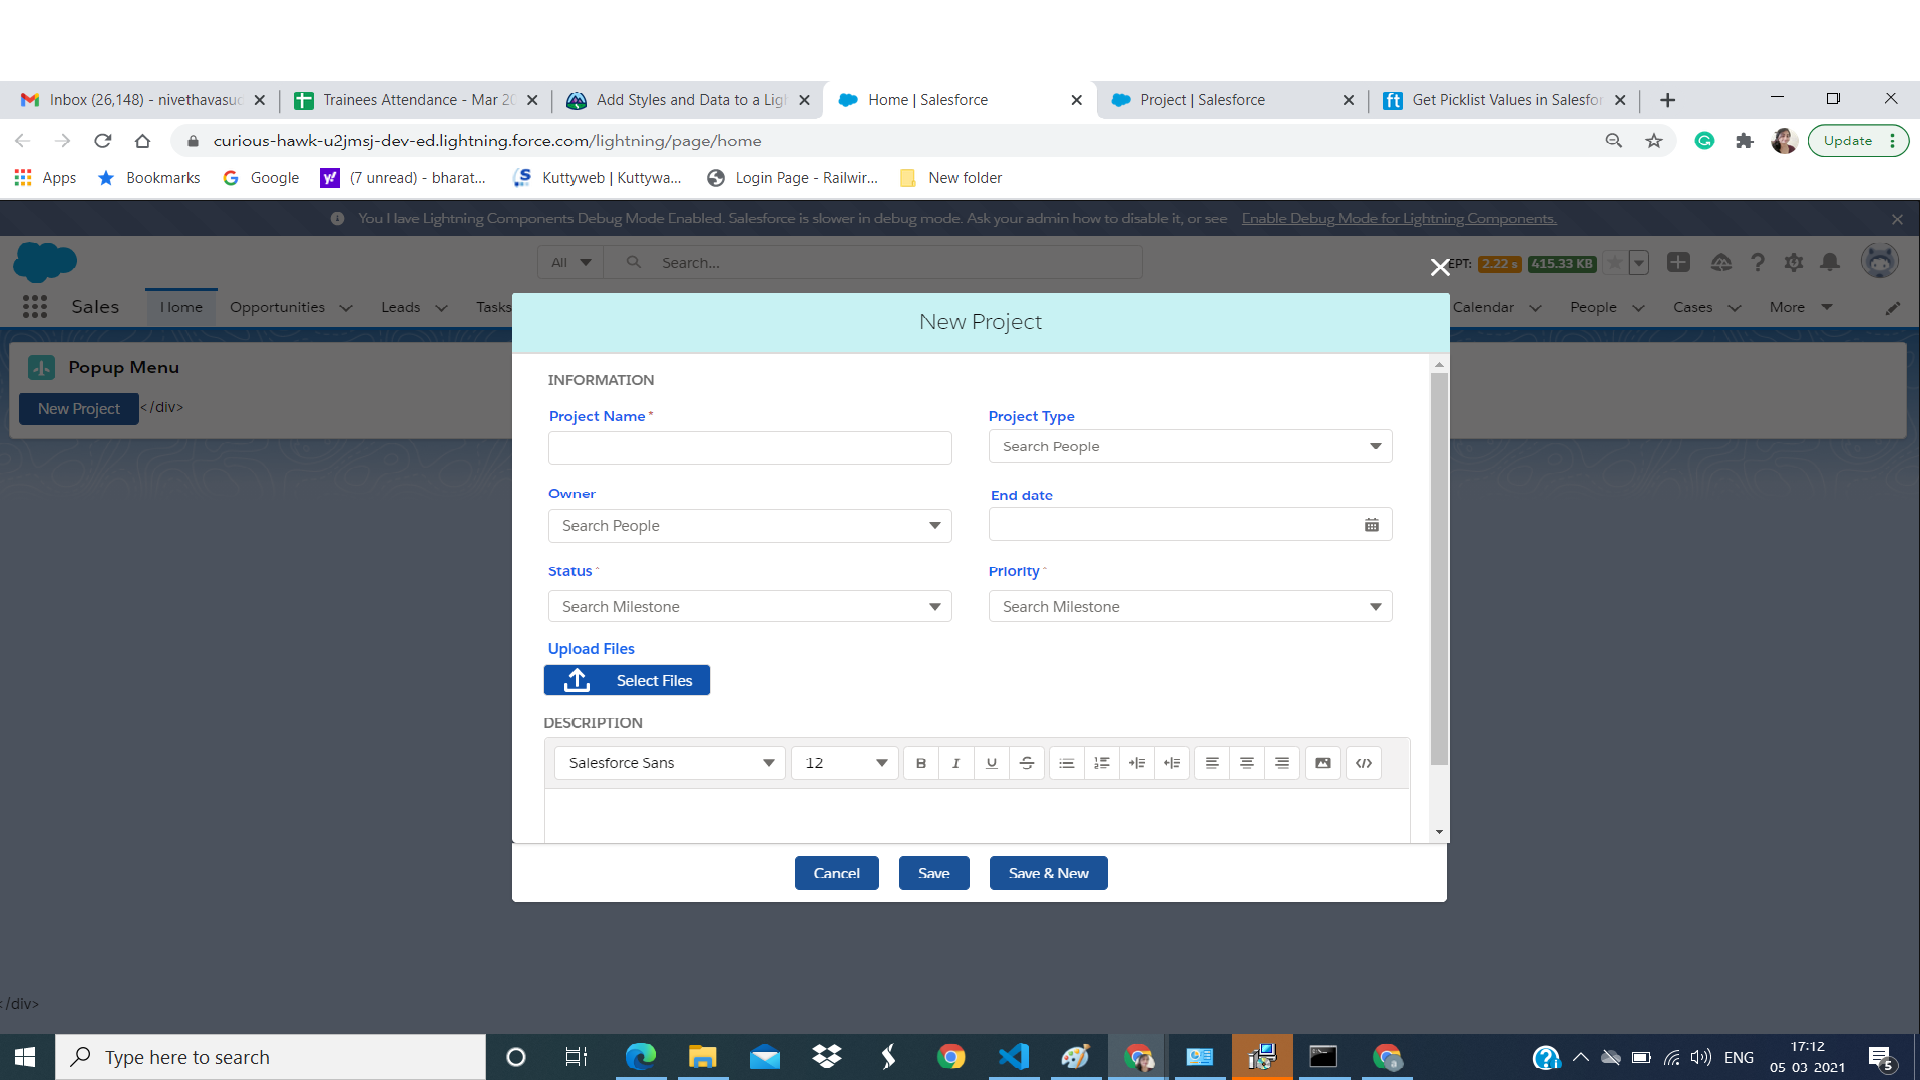 Inbox (26,148) - nivethavasuc
Trainees Attendance - Mar 20
Add Styles and Data to a Ligh
Home | Salesforce
Project | Salesforce
Get Picklist Values in Salesfor
curious-hawk-u2jmsj-dev-ed.lightning.force.com/lightning/page/home
Update
Apps
Bookmarks
Google
(7 unread) - bharat...
Kuttyweb | Kuttywa...
Login Page - Railwir...
New folder
You have Lightning Components Debug Mode Enabled. Salesforce is slower in debug mode. Ask your admin how to disable it, or see Enable Debug Mode for Lightning Components.
All
Search...
EPT: 2.22 s 415.33 KB
Sales
Home
Opportunities
Leads
Tasks
Calendar
People
Cases
More
Popup Menu
New Project </div>
New Project
INFORMATION
Project Name *
Project Type
Search People
Owner
End date
Search People
Status *
Priority *
Search Milestone
Search Milestone
Upload Files
Select Files
DESCRIPTION
Salesforce Sans
12
B I U S
</>
Cancel
Save
Save & New
</div>
Type here to search
ENG
17:12
05-03-2021
5